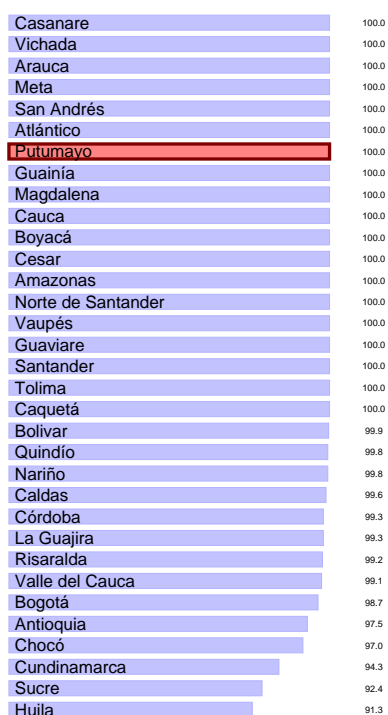 Casanare 100.0
Vichada 100.0
Arauca 100.0
Meta 100.0
San Andrés 100.0
Atlántico 100.0
Putumayo 100.0
Guainía 100.0
Magdalena 100.0
Cauca 100.0
Boyacá 100.0
Cesar 100.0
Amazonas 100.0
Norte de Santander 100.0
Vaupés 100.0
Guaviare 100.0
Santander 100.0
Tolima 100.0
Caquetá 100.0
Bolivar 99.9
Quindío 99.8
Nariño 99.8
Caldas 99.6
Córdoba 99.3
La Guajira 99.3
Risaralda 99.2
Valle del Cauca 99.1
Bogotá 98.7
Antioquia 97.5
Chocó 97.0
Cundinamarca 94.3
Sucre 92.4
Huila 91.3